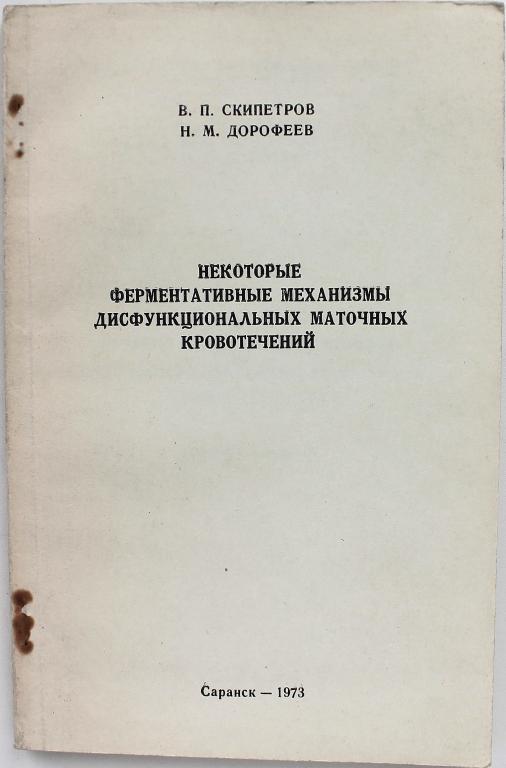 В. П. СКИПЕТРОВ
Н. М. ДОРОФЕЕВ
НЕКОТОРЫЕ
ФЕРМЕНТАТИВНЫЕ МЕХАНИЗМЫ
ДИСФУНКЦИОНАЛЬНЫХ МАТОЧНЫХ
КРОВОТЕЧЕНИЙ
Саранск — 1973